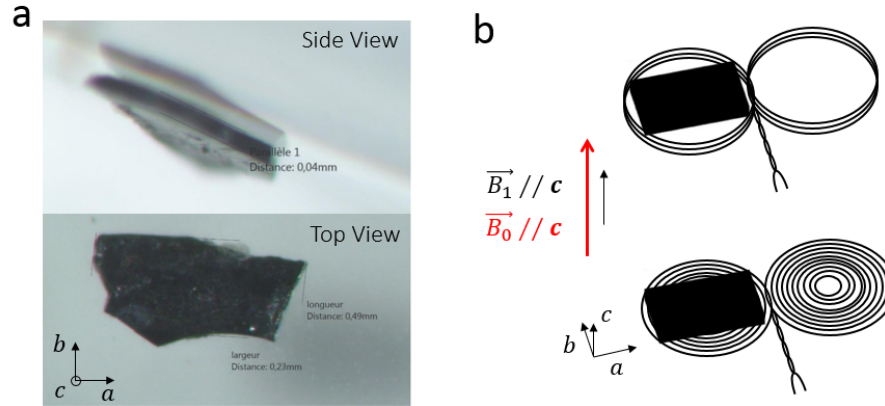 a
Side View
Parallèle 1
Distance: 0,04mm
Top View
longueur
Distance: 0,49mm
largeur
Distance: 0,23mm
b
c
a
b
B₁ // c
B₀ // c
c
b
a